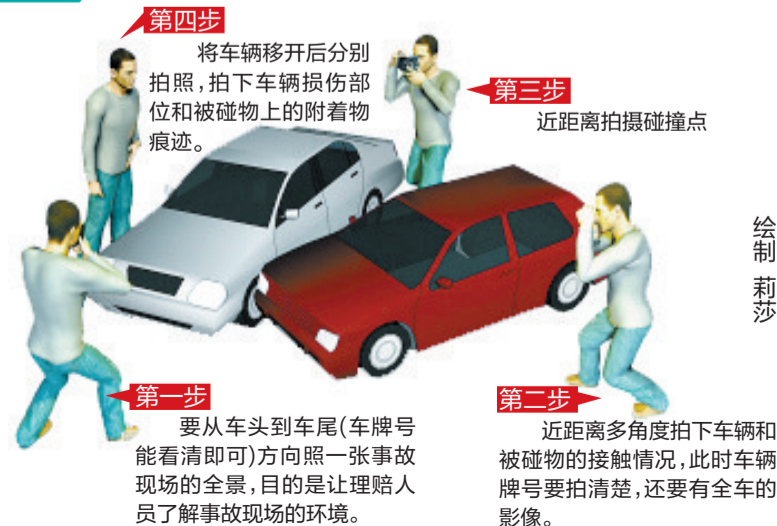 第四步
将车辆移开后分别
拍照,拍下车辆损伤部
位和被碰物上的附着物
痕迹。
第三步
近距离拍摄碰撞点
绘制 莉莎
第一步
要从车头到车尾(车牌号
能看清即可)方向照一张事故
现场的全景,目的是让理赔人
员了解事故现场的环境。
第二步
近距离多角度拍下车辆和
被碰物的接触情况,此时车辆
牌号要拍清楚,还要有全车的
影像。